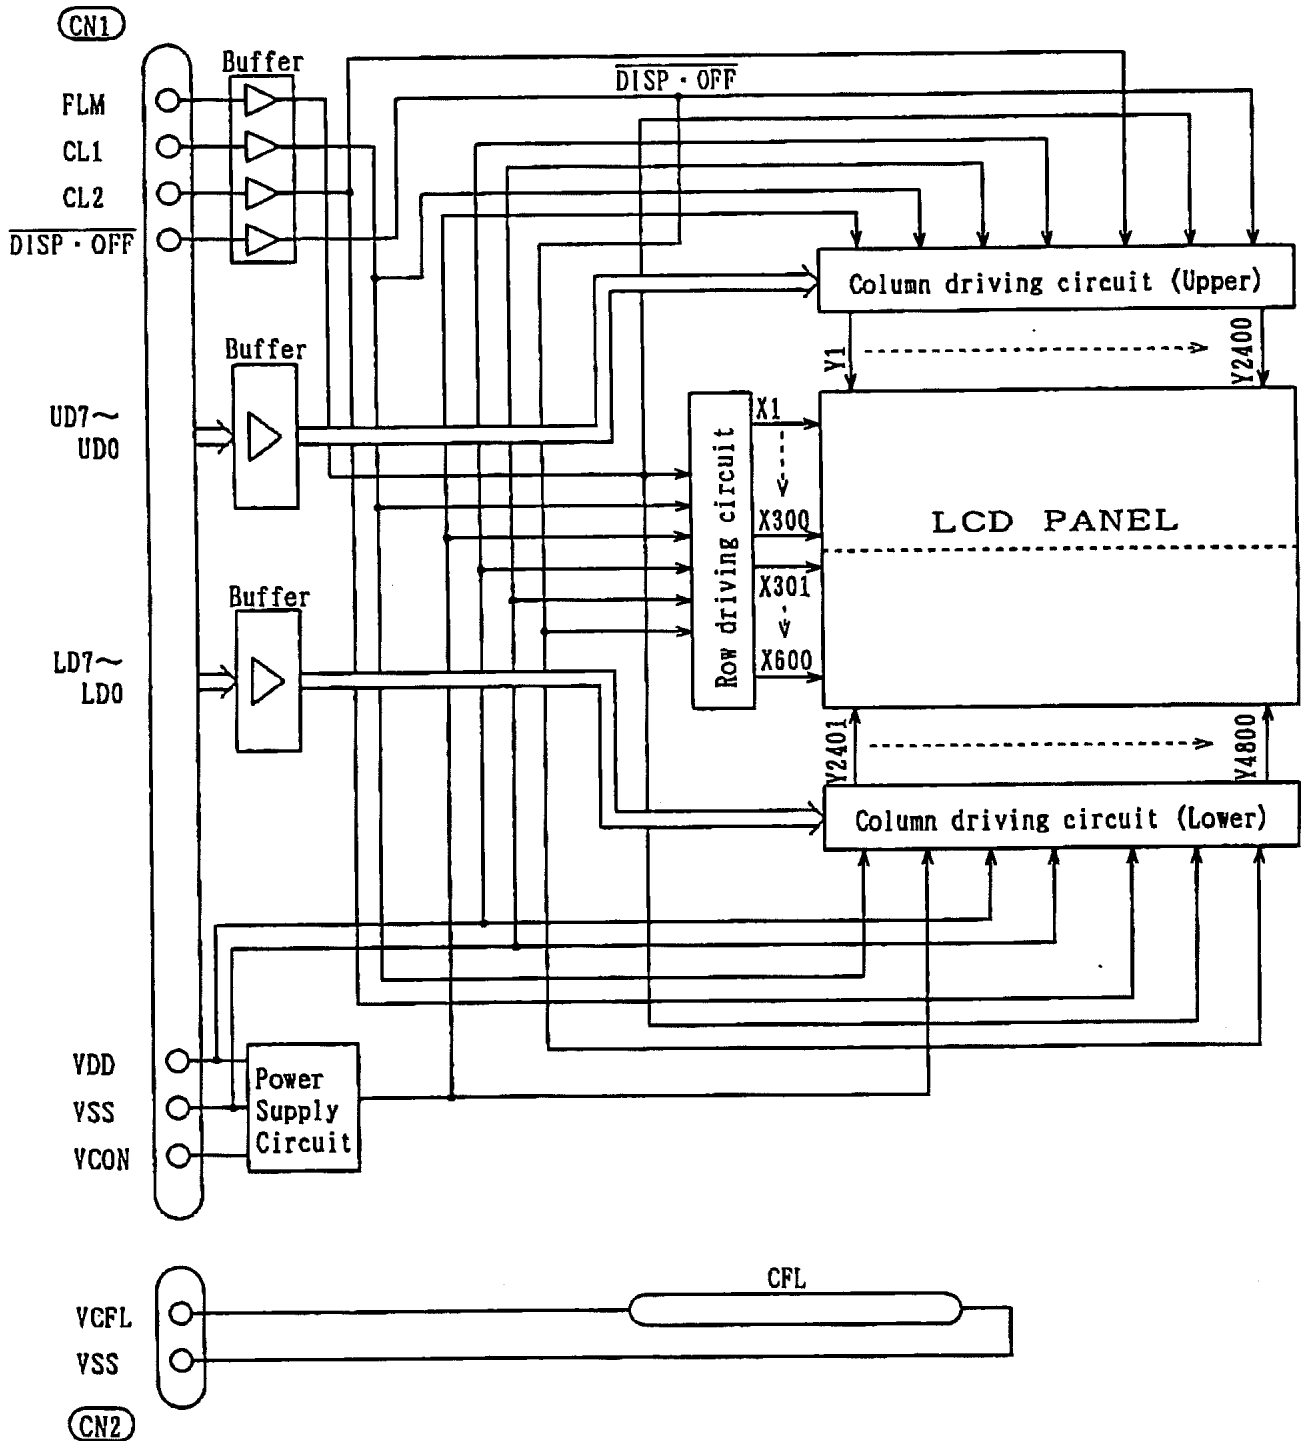 CN1
Buffer
DISP・OFF
FLM
CL1
CL2
DISP・OFF
Column driving circuit (Upper)
Y1
Y2400
Buffer
UD7～
UD0
X1
X300
Row driving circuit
LCD PANEL
X301
X600
Buffer
LD7～
LD0
Y2401
Y4800
Column driving circuit (Lower)
VDD
VSS
VCON
Power
Supply
Circuit
CFL
VCFL
VSS
CN2